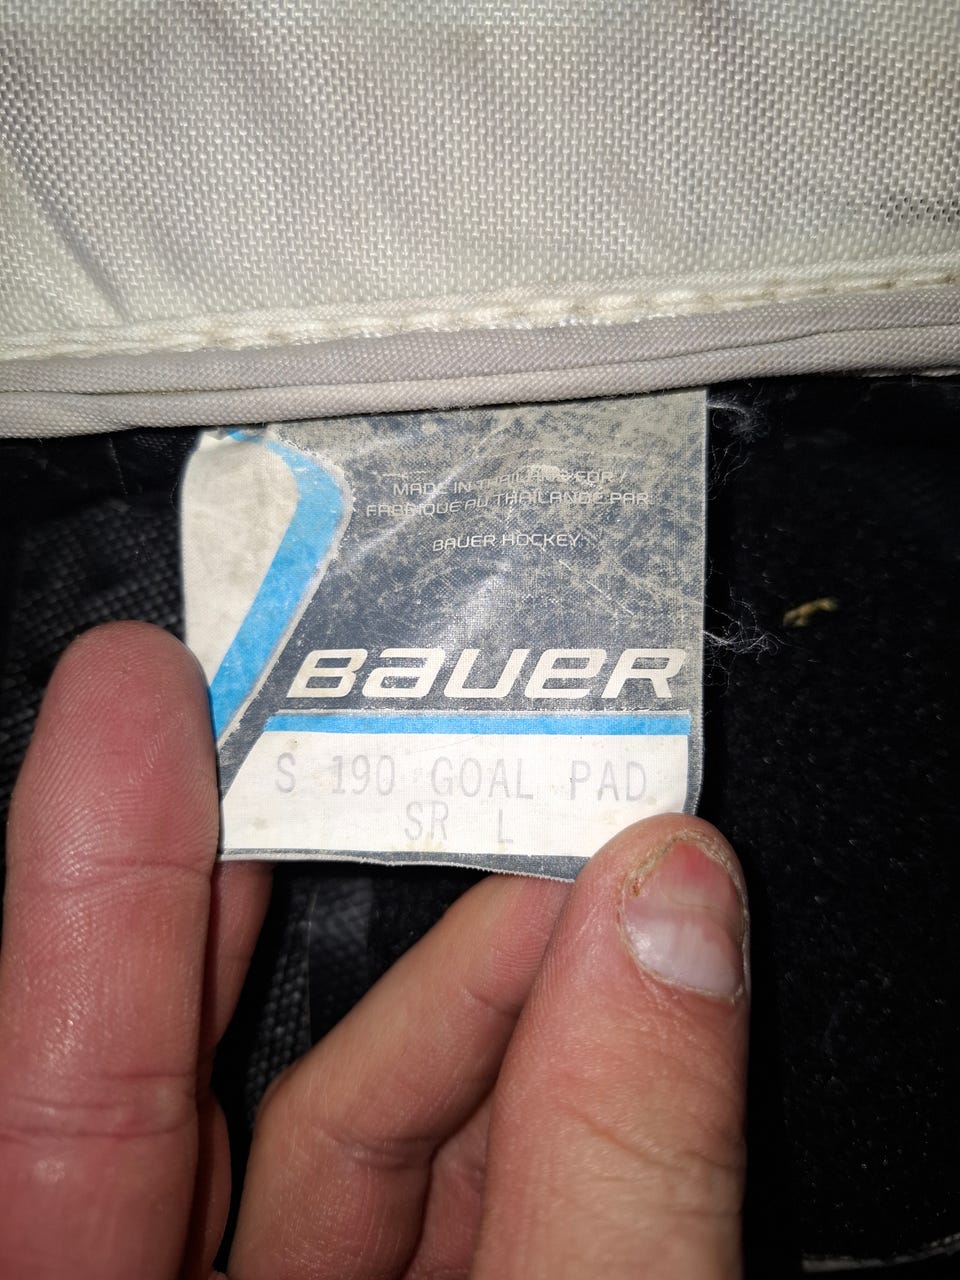 MADE IN THAILAND FOR /
FABRIQUE AU THAILANDE PAR
BAUER HOCKEY
BAUER
S 190 GOAL PAD
SR L